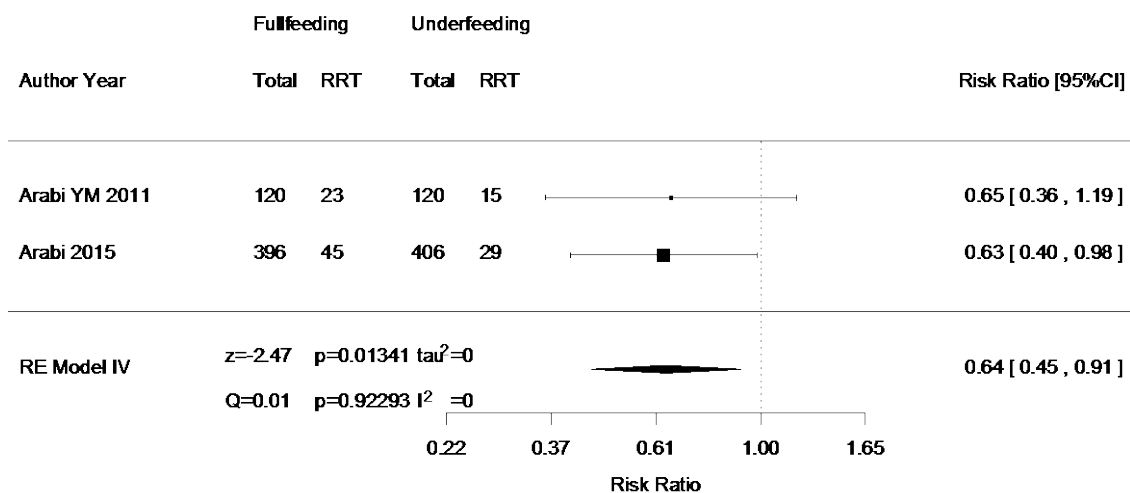 Fullfeeding Underfeeding
Author Year Total RRT Total RRT Risk Ratio [95%CI]
Arabi YM 2011 120 23 120 15 0.65 [ 0.36 , 1.19 ]
Arabi 2015 396 45 406 29 0.63 [ 0.40 , 0.98 ]
z=-2.47 p=0.01341 tau²=0
RE Model IV 0.64 [ 0.45 , 0.91 ]
Q=0.01 p=0.92293 I² =0
0.22 0.37 0.61 1.00 1.65
Risk Ratio